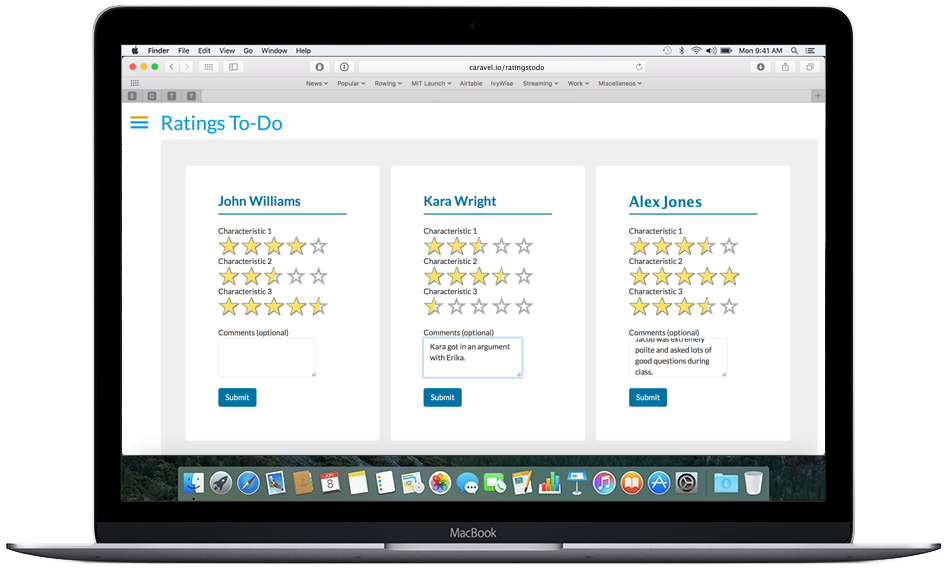 Finder File Edit View Go Window Help Mon 9:41 AM
caravel.io/ratingstodo
News Popular Rowing MIT Launch Airtable IvyWise Streaming Work Miscellaneos
E C T T
Ratings To-Do
John Williams
Characteristic 1
Characteristic 2
Characteristic 3
Comments (optional)
Submit
Kara Wright
Characteristic 1
Characteristic 2
Characteristic 3
Comments (optional)
Kara got in an argument
with Erika.
Submit
Alex Jones
Characteristic 1
Characteristic 2
Characteristic 3
Comments (optional)
Jacob was extremely
polite and asked lots of
good questions during
class.
Submit
8
MacBook